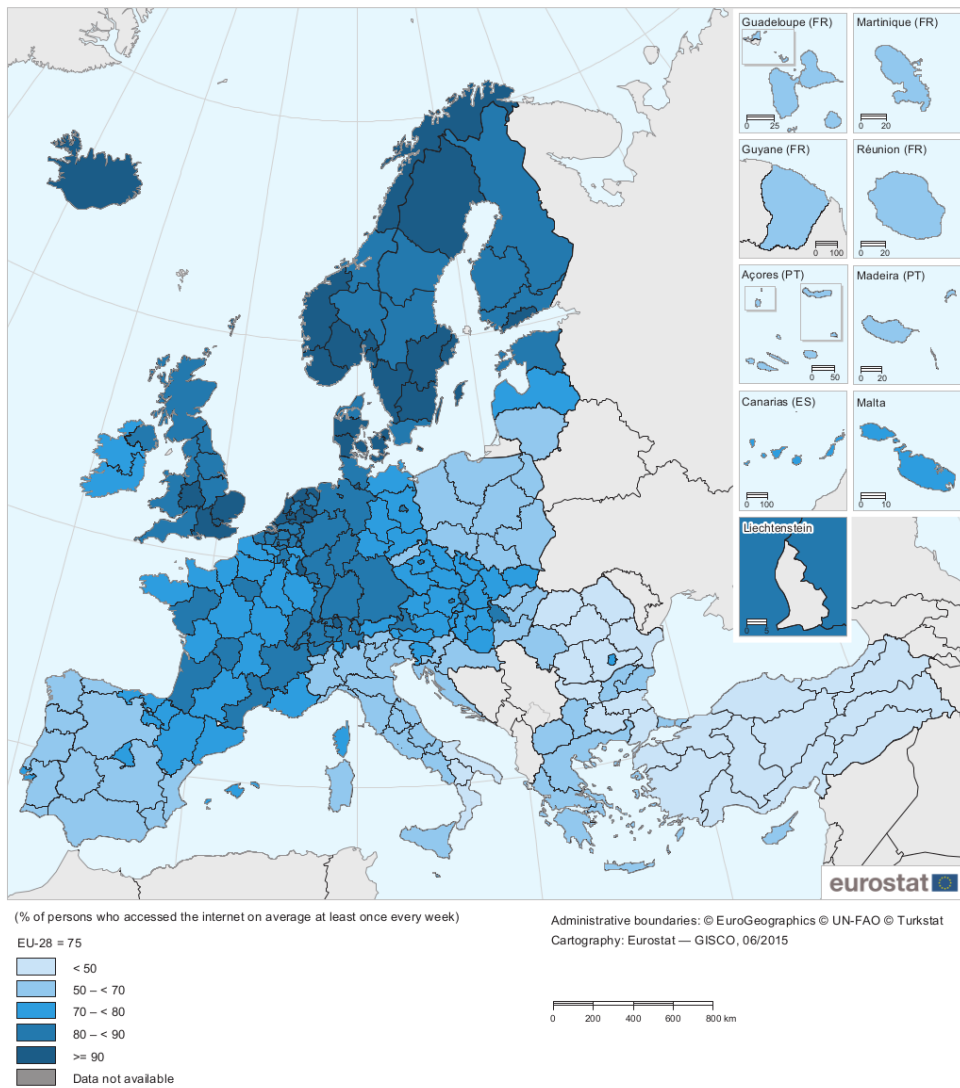 Guadeloupe (FR)
Martinique (FR)
0 25
0 20
Guyane (FR)
Réunion (FR)
0 100
0 20
Açores (PT)
Madeira (PT)
0 50
0 20
Canarias (ES)
Malta
0 100
0 10
Liechtenstein
eurostat
(% of persons who accessed the internet on average at least once every week)
Administrative boundaries: © EuroGeographics © UN-FAO © Turkstat
Cartography: Eurostat — GISCO, 06/2015
EU-28 = 75
< 50
50 – < 70
70 – < 80
80 – < 90
>= 90
Data not available
0 200 400 600 800 km